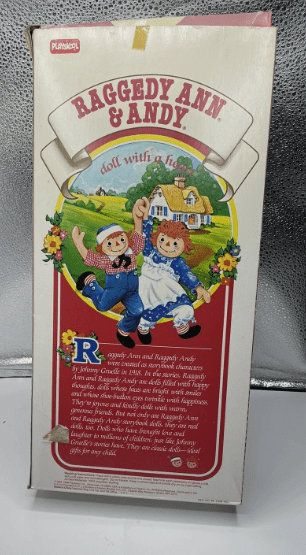 PLAYSKOOL
RAGGEDY ANN
& ANDY.
doll with a heart
Raggedy Ann and Raggedy Andy
were created as storybook characters
by Johnny Gruelle in 1918. In the stories, Raggedy
Ann and Raggedy Andy are dolls filled with happy
thoughts, dolls whose faces are bright with smiles
and whose shoe-button eyes twinkle with happiness.
They're joyous and kindly dolls with warm,
generous friends. But not only are Raggedy Ann
and Raggedy Andy storybook dolls, they are real
dolls, too. Dolls who have brought love and
laughter to millions of children, just like Johnny
Gruelle's stories have. They are classic dolls—ideal
gifts for any child.